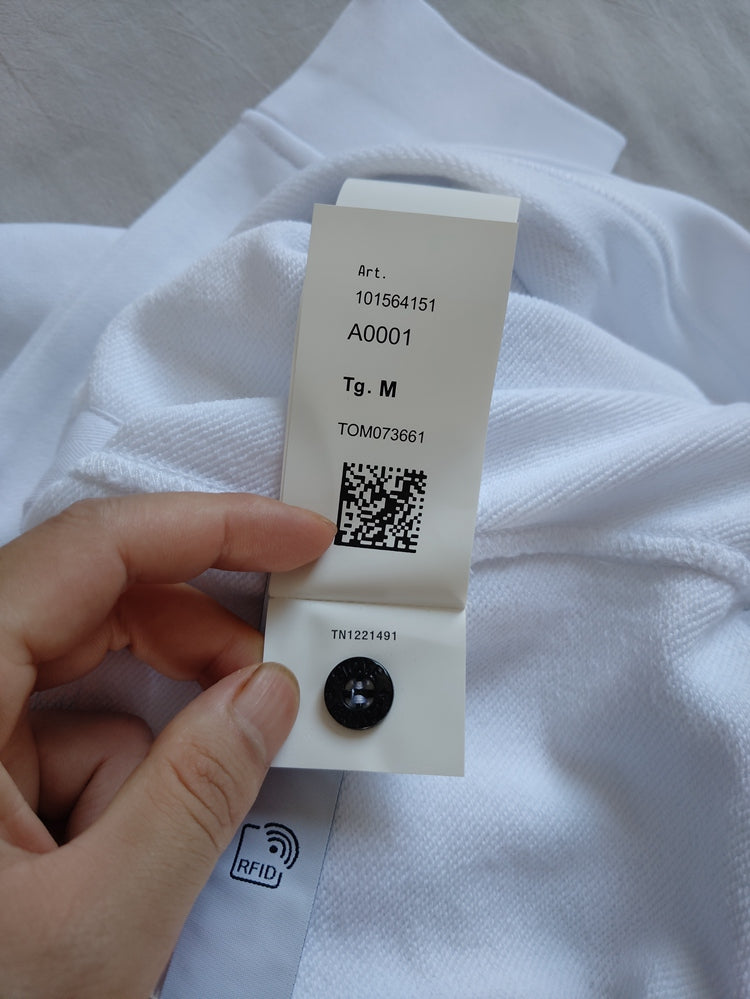 Art.
101564151
A0001
Tg. M
TOM073661
TN1221491
RFID